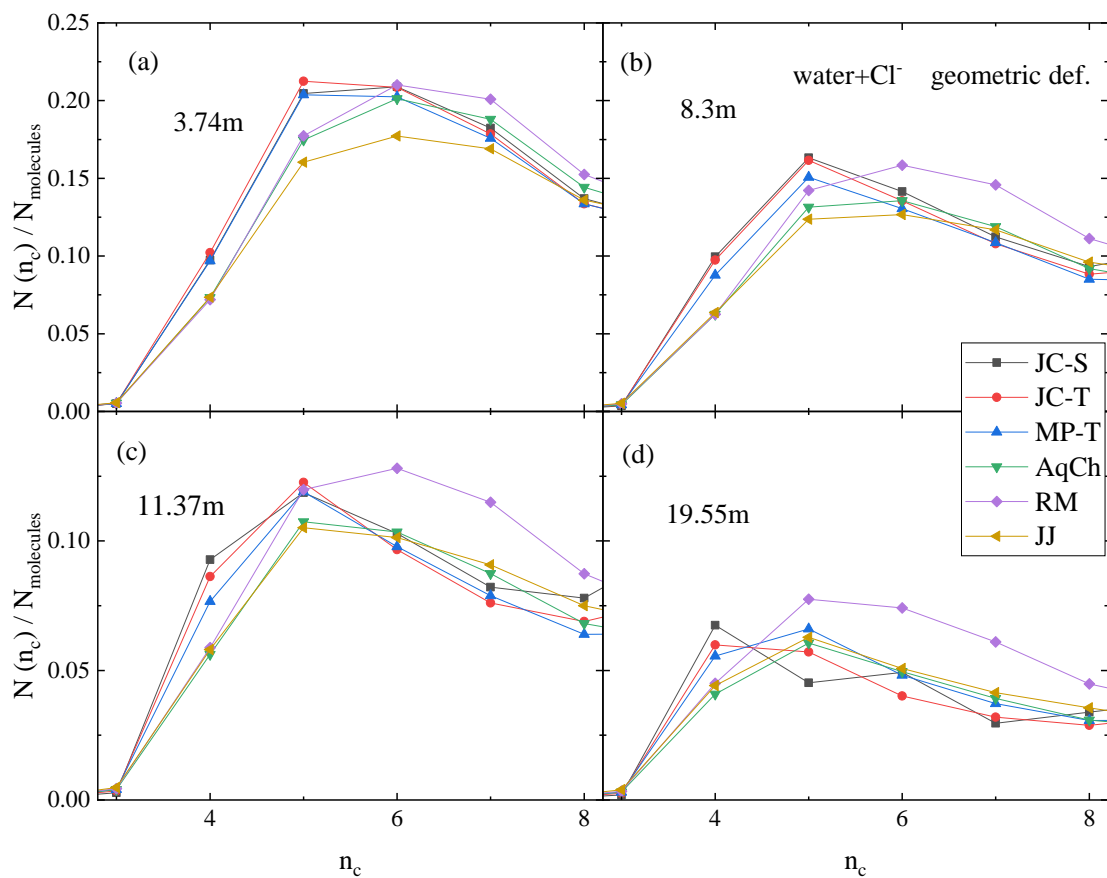 (a)
3.74m
(b)
water+Cl⁻ geometric def.
8.3m
0.25
0.20
0.15
0.10
0.05
0.00
N (n_c) / N_molecules
JC-S
JC-T
MP-T
AqCh
RM
JJ
(c)
11.37m
(d)
19.55m
0.10
0.05
0.00
N (n_c) / N_molecules
4 6 8 4 6 8
n_c n_c